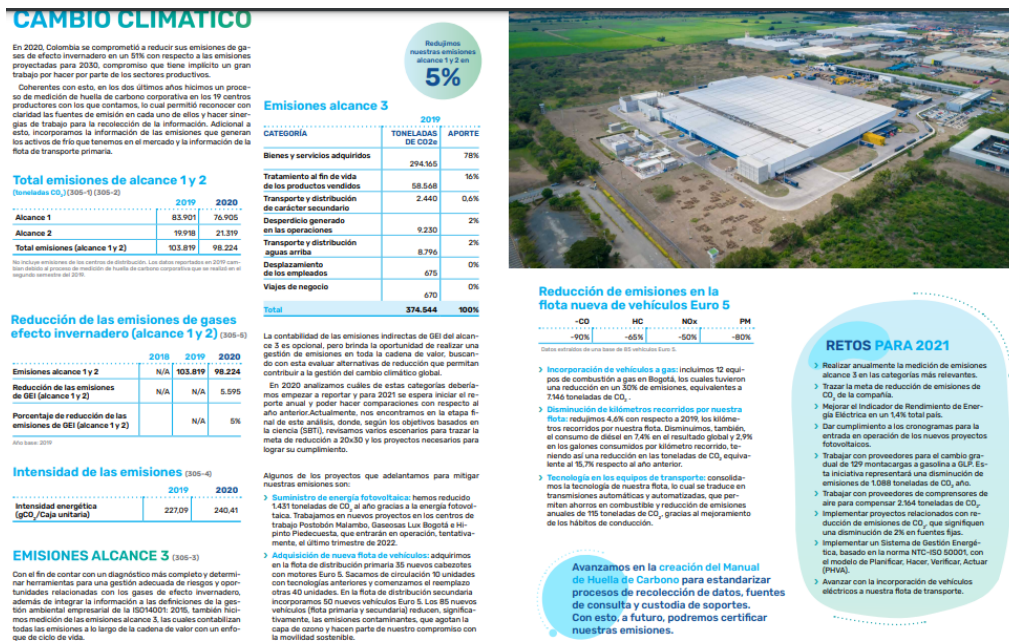 CAMBIO CLIMÁTICO
En 2020, Colombia se comprometió a reducir sus emisiones de ga-
ses de efecto invernadero en un 51% con respecto a las emisiones
proyectadas para 2030, compromiso que tiene implícito un gran
trabajo por hacer por parte de los sectores productivos.
Coherentes con esto, en los dos últimos años hicimos un proce-
so de medición de huella de carbono corporativa en los 19 centros
productores con los que contamos, lo cual permitió reconocer con
claridad las fuentes de emisión en cada uno de ellos y hacer siner-
gias de trabajo para la recolección de la información. Adicional a
esto, incorporamos la información de las emisiones que generan
los activos de frío que tenemos en el mercado y la información de la
flota de transporte primaria.
Total emisiones de alcance 1 y 2
(toneladas CO₂) (305-1) (305-2)
2019 2020
Alcance 1 83.901 76.905
Alcance 2 19.918 21.319
Total emisiones (alcance 1 y 2) 103.819 98.224
No incluye emisiones de los centros de distribución. Los datos reportados en 2019 cam-
bian debido al proceso de medición de huella de carbono corporativa que se realizó en el
segundo semestre del 2019.
Reducción de las emisiones de gases
efecto invernadero (alcance 1 y 2) (305-5)
2018 2019 2020
Emisiones alcance 1 y 2 N/A 103.819 98.224
Reducción de las emisiones
de GEI (alcance 1 y 2) N/A N/A 5.595
Porcentaje de reducción de las
emisiones de GEI (alcance 1 y 2) N/A 5%
Año base: 2019
Intensidad de las emisiones (305-4)
2019 2020
Intensidad energética
(gCO₂/Caja unitaria) 227,09 240,41
EMISIONES ALCANCE 3 (305-3)
Con el fin de contar con un diagnóstico más completo y determi-
nar herramientas para una gestión adecuada de riesgos y opor-
tunidades relacionados con los gases de efecto invernadero,
además de integrar la información a las definiciones de la ges-
tión ambiental empresarial de la ISO14001: 2015, también hici-
mos medición de las emisiones alcance 3, las cuales contabilizan
todas las emisiones a lo largo de la cadena de valor con un enfo-
que de ciclo de vida.
Redujimos
nuestras emisiones
alcance 1 y 2 en
5%
Emisiones alcance 3
2019
CATEGORÍA TONELADAS DE CO2e APORTE
Bienes y servicios adquiridos 294.165 78%
Tratamiento al fin de vida
de los productos vendidos 58.568 16%
Transporte y distribución
de carácter secundario 2.440 0,6%
Desperdicio generado
en las operaciones 9.230 2%
Transporte y distribución
aguas arriba 8.796 2%
Desplazamiento
de los empleados 675 0%
Viajes de negocio 670 0%
Total 374.544 100%
La contabilidad de las emisiones indirectas de GEI del alcan-
ce 3 es opcional, pero brinda la oportunidad de realizar una
gestión de emisiones en toda la cadena de valor, buscan-
do con esta evaluar alternativas de reducción que permitan
contribuir a la gestión del cambio climático global.
En 2020 analizamos cuáles de estas categorías debería-
mos empezar a reportar y para 2021 se espera iniciar el re-
porte anual y poder hacer comparaciones con respecto al
año anterior.Actualmente, nos encontramos en la etapa fi-
nal de este análisis, donde, según los objetivos basados en
la ciencia (SBTi), revisamos varios escenarios para trazar la
meta de reducción a 20x30 y los proyectos necesarios para
lograr su cumplimiento.
Algunos de los proyectos que adelantamos para mitigar
nuestras emisiones son:
› Suministro de energía fotovoltaica: hemos reducido
1.431 toneladas de CO₂ al año gracias a la energía fotovol-
taica. Trabajamos en nuevos proyectos en los centros de
trabajo Postobón Malambo, Gaseosas Lux Bogotá e Hi-
pinto Piedecuesta, que entrarán en operación, tentativa-
mente, el último trimestre de 2022.
› Adquisición de nueva flota de vehículos: adquirimos
en la flota de distribución primaria 35 nuevos cabezotes
con motores Euro 5. Sacamos de circulación 10 unidades
con tecnologías anteriores y comenzamos el reemplazo
otras 40 unidades. En la flota de distribución secundaria
incorporamos 50 nuevos vehículos Euro 5. Los 85 nuevos
vehículos (flota primaria y secundaria) reducen, significa-
tivamente, las emisiones contaminantes, que agotan la
capa de ozono y hacen parte de nuestro compromiso con
la movilidad sostenible.
Reducción de emisiones en la
flota nueva de vehículos Euro 5
-CO HC NOx PM
-90% -65% -50% -80%
Datos extraídos de una base de 85 vehículos Euro 5.
› Incorporación de vehículos a gas: incluimos 12 equi-
pos de combustión a gas en Bogotá, los cuales tuvieron
una reducción en un 30% de emisiones, equivalentes a
7.146 toneladas de CO₂ .
› Disminución de kilómetros recorridos por nuestra
flota: redujimos 4,6% con respecto a 2019, los kilóme-
tros recorridos por nuestra flota. Disminuimos, también,
el consumo de diésel en 7,4% en el resultado global y 2,9%
en los galones consumidos por kilómetro recorrido, te-
niendo así una reducción en las toneladas de CO₂ equiva-
lente al 15,7% respecto al año anterior.
› Tecnología en los equipos de transporte: consolida-
mos la tecnología de nuestra flota, lo cual se traduce en
transmisiones automáticas y automatizadas, que per-
miten ahorros en combustible y reducción de emisiones
anuales de 115 toneladas de CO₂, gracias al mejoramiento
de los hábitos de conducción.
Avanzamos en la creación del Manual
de Huella de Carbono para estandarizar
procesos de recolección de datos, fuentes
de consulta y custodia de soportes.
Con esto, a futuro, podremos certificar
nuestras emisiones.
RETOS PARA 2021
› Realizar anualmente la medición de emisiones
alcance 3 en las categorías más relevantes.
› Trazar la meta de reducción de emisiones de
CO₂ de la compañía.
› Mejorar el Indicador de Rendimiento de Ener-
gía Eléctrica en un 1,4% total país.
› Dar cumplimiento a los cronogramas para la
entrada en operación de los nuevos proyectos
fotovoltaicos.
› Trabajar con proveedores para el cambio gra-
dual de 129 montacargas a gasolina a GLP. Es-
ta iniciativa representará una disminución de
emisiones de 1.088 toneladas de CO₂ año.
› Trabajar con proveedores de compresores de
aire para compensar 2.164 toneladas de CO₂.
› Implementar proyectos relacionados con re-
ducción de emisiones de CO₂, que signifiquen
una disminución de 2% en fuentes fijas.
› Implementar un Sistema de Gestión Energé-
tica, basado en la norma NTC-ISO 50001, con
el modelo de Planificar, Hacer, Verificar, Actuar
(PHVA).
› Avanzar con la incorporación de vehículos
eléctricos a nuestra flota de transporte.